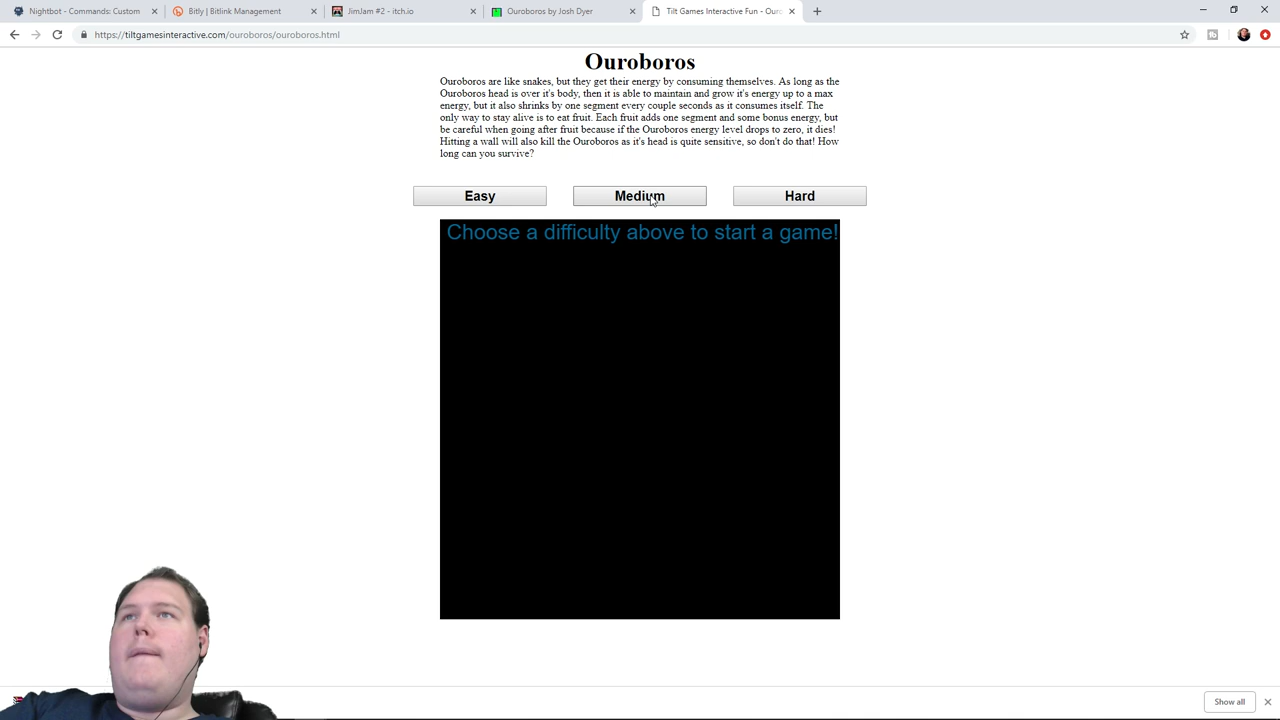 Nightbot - Commands: Custom
Bitly | Bitlink Management
JimJam #2 - itch.io
Ouroboros by Josh Dyer
Tilt Games Interactive Fun - Ouro
https://tiltgamesinteractive.com/ouroboros/ouroboros.html
Ouroboros
Ouroboros are like snakes, but they get their energy by consuming themselves. As long as the
Ouroboros head is over it's body, then it is able to maintain and grow it's energy up to a max
energy, but it also shrinks by one segment every couple seconds as it consumes itself. The
only way to stay alive is to eat fruit. Each fruit adds one segment and some bonus energy, but
be careful when going after fruit because if the Ouroboros energy level drops to zero, it dies!
Hitting a wall will also kill the Ouroboros as it's head is quite sensitive, so don't do that! How
long can you survive?
Easy
Medium
Hard
Choose a difficulty above to start a game!
Show all